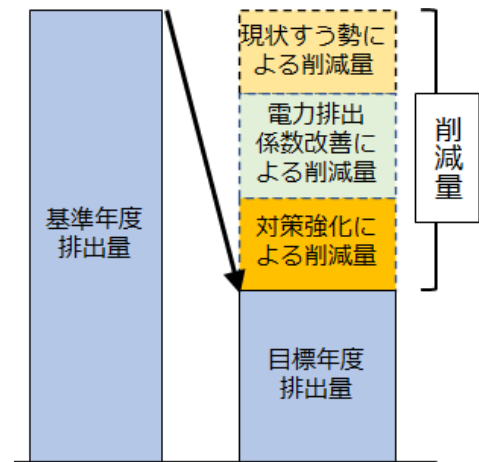 基準年度
排出量
現状すう勢に
よる削減量
電力排出
係数改善に
よる削減量
対策強化に
よる削減量
目標年度
排出量
削減量